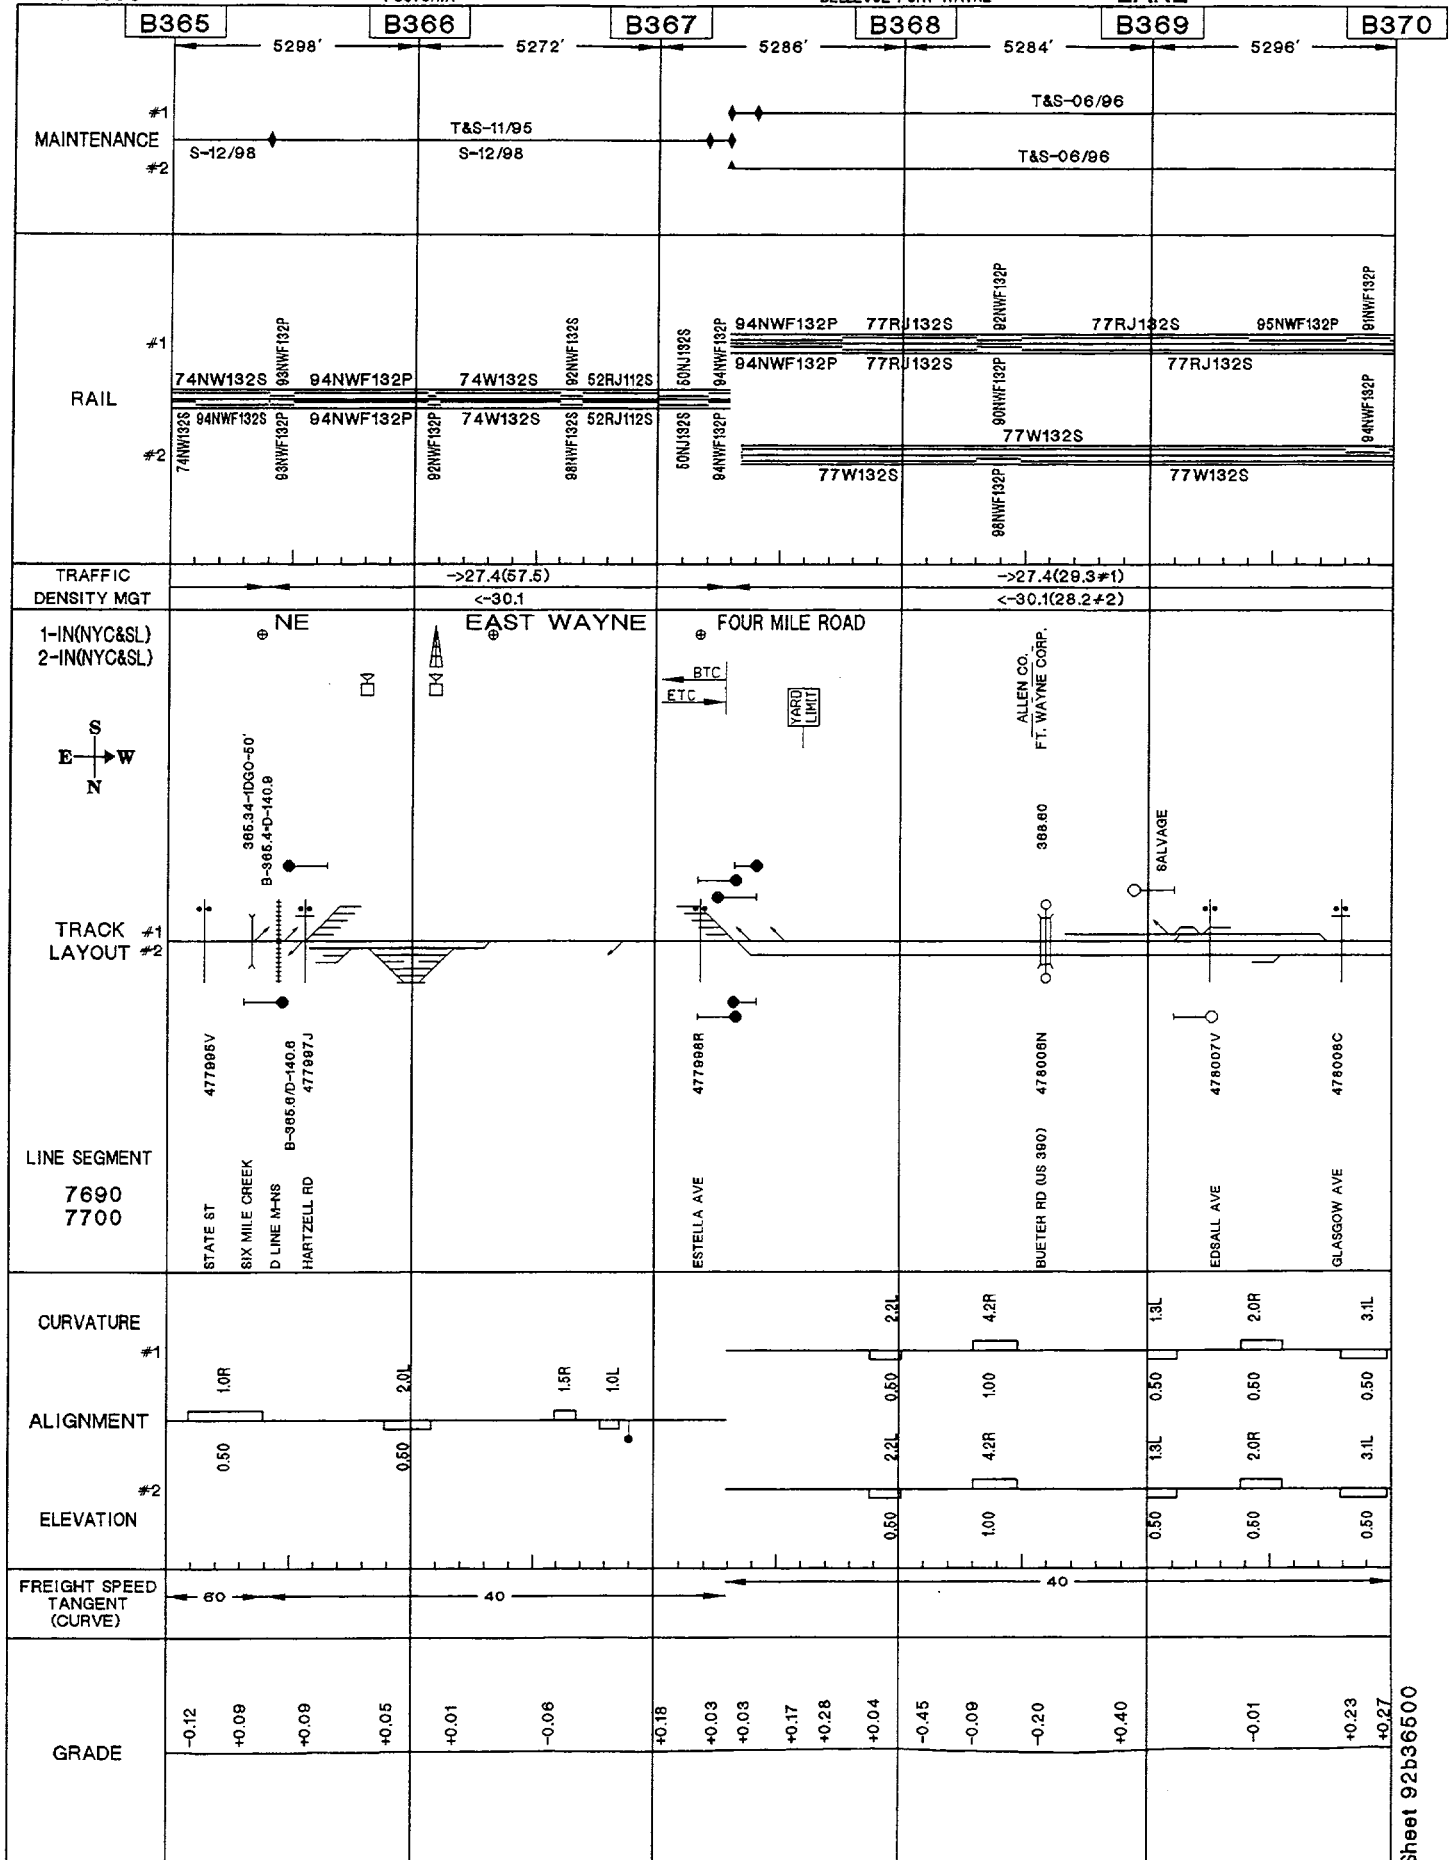 B365 B366 B367 B368 B369 B370
5298' 5272' 5286' 5284' 5296'
#1
T&S-06/96
MAINTENANCE
T&S-11/95
S-12/98
S-12/98
#2
T&S-06/96
93NWF132P
92NWF132S
50NJ132S
94NWF132P
92NWF132P
91NWF132P
94NWF132P 77RJ132S 77RJ132S 95NWF132P
#1
94NWF132P 77RJ132S 77RJ132S
74NW132S 94NWF132P 74W132S 52RJ112S
RAIL
94NWF132S 94NWF132P 74W132S 52RJ112S
74NW132S
93NWF132P
92NWF132P
98NWF132S
50NJ132S
94NWF132P
90NWF132S
94NWF132P
77W132S
#2
77W132S 77W132S
98NWF132P
TRAFFIC
DENSITY MGT
->27.4(57.5)
<-30.1
->27.4(29.3#1)
<-30.1(28.2#2)
1-IN(NYC&SL)
2-IN(NYC&SL)
NE EAST WAYNE FOUR MILE ROAD
BTC
ETC
YARD
LIMIT
ALLEN CO.
FT. WAYNE CORP.
S
E W
N
365.34-1DGO-50'
B-365.4=D-140.9
368.60
SALVAGE
TRACK #1
LAYOUT #2
477995V
B-365.6/D-140.6
477997J
477998R
478006N
478007V
478008C
LINE SEGMENT
7690
7700
STATE ST
SIX MILE CREEK
D LINE M-NS
HARTZELL RD
ESTELLA AVE
BUETER RD (US 390)
EDSALL AVE
GLASGOW AVE
CURVATURE
#1
2.2L 4.2R 1.3L 2.0R 3.1L
0.50 1.00 0.50 0.50 0.50
ALIGNMENT
1.0R 2.0L 1.5R 1.0L
0.50 0.50
#2
2.2L 4.2R 1.3L 2.0R 3.1L
ELEVATION
0.50 1.00 0.50 0.50 0.50
FREIGHT SPEED
TANGENT
(CURVE)
60 40 40
GRADE
-0.12 +0.09 +0.09 +0.05 +0.01 -0.06 +0.18 +0.03 +0.03 +0.17 +0.28 +0.04 -0.45 -0.09 -0.20 +0.40 -0.01 +0.23 +0.27
Sheet 92b36500